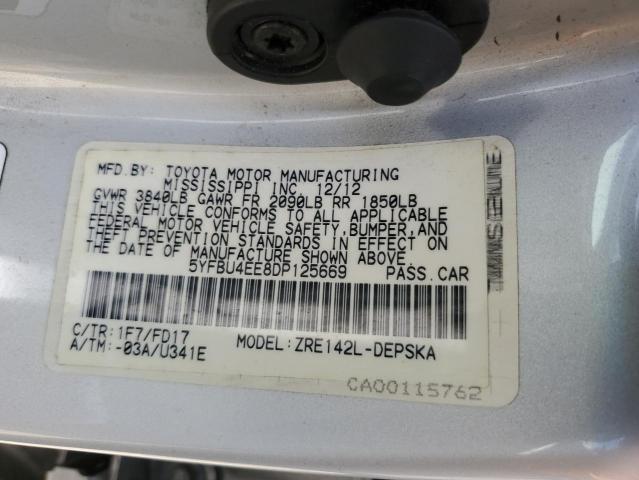 MFD.BY: TOYOTA MOTOR MANUFACTURING
MISSISSIPPI INC 12/12
GVWR 3840LB GAWR FR 2090LB RR 1850LB
THIS VEHICLE CONFORMS TO ALL APPLICABLE
FEDERAL MOTOR VEHICLE SAFETY,BUMPER,AND
THEFT PREVENTION STANDARDS IN EFFECT ON
THE DATE OF MANUFACTURE SHOWN ABOVE.
5YFBU4EE8DP125669 PASS.CAR
C/TR:1F7/FD17 MODEL:ZRE142L-DEPSKA
A/TM:-03A/U341E
CA00115762